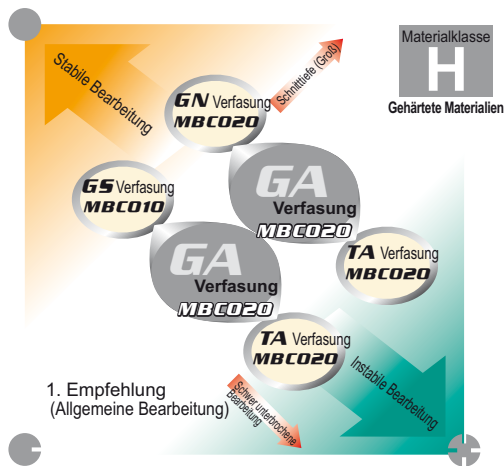 Materialklasse
H
Gehärtete Materialien
Stabile Bearbeitung
Schnitttiefe (Groß)
GN Verfasung
MBC020
GA
Verfasung
MBC020
GS Verfasung
MBC010
GA
Verfasung
MBC020
TA Verfasung
MBC020
TA Verfasung
MBC020
Instabile Bearbeitung
Schwer unterbrochene
Bearbeitung
1. Empfehlung
(Allgemeine Bearbeitung)